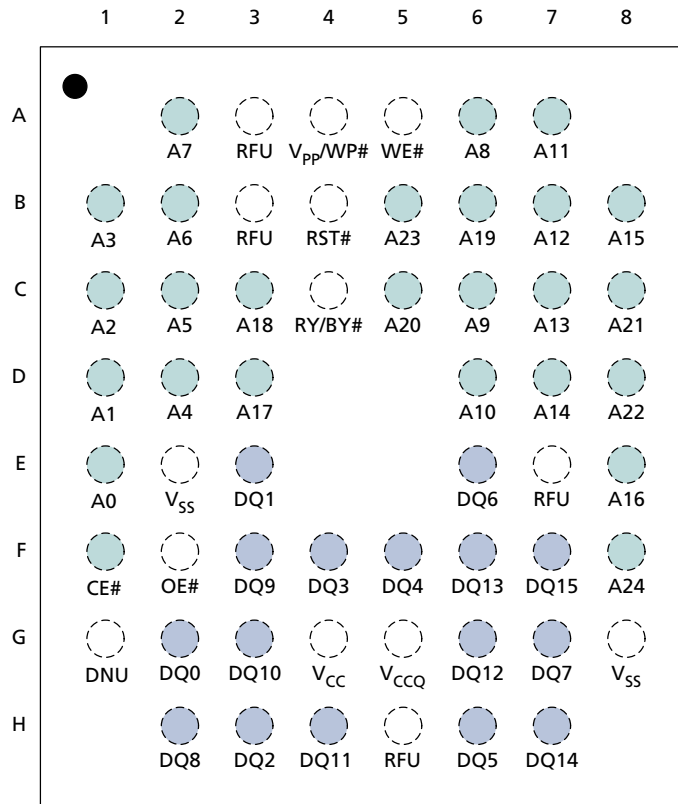 1 2 3 4 5 6 7 8
A
A7 RFU VPP/WP# WE# A8 A11
B
A3 A6 RFU RST# A23 A19 A12 A15
C
A2 A5 A18 RY/BY# A20 A9 A13 A21
D
A1 A4 A17 A10 A14 A22
E
A0 VSS DQ1 DQ6 RFU A16
F
CE# OE# DQ9 DQ3 DQ4 DQ13 DQ15 A24
G
DNU DQ0 DQ10 VCC VCCQ DQ12 DQ7 VSS
H
DQ8 DQ2 DQ11 RFU DQ5 DQ14